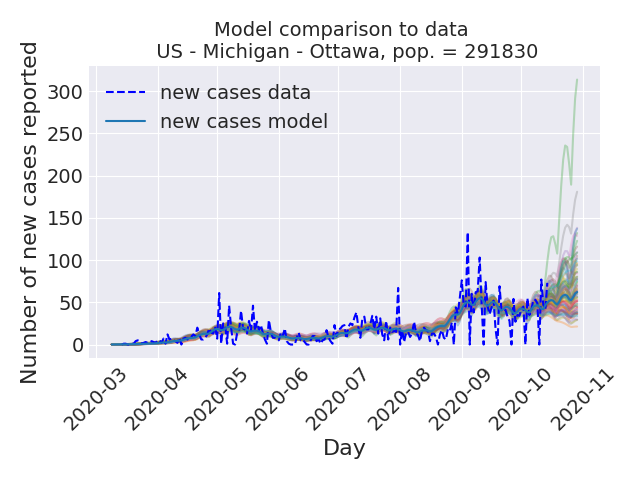 Model comparison to data
US - Michigan - Ottawa, pop. = 291830
Number of new cases reported
300
250
200
150
100
50
0
new cases data
new cases model
2020-03
2020-04
2020-05
2020-06
2020-07
2020-08
2020-09
2020-10
2020-11
Day